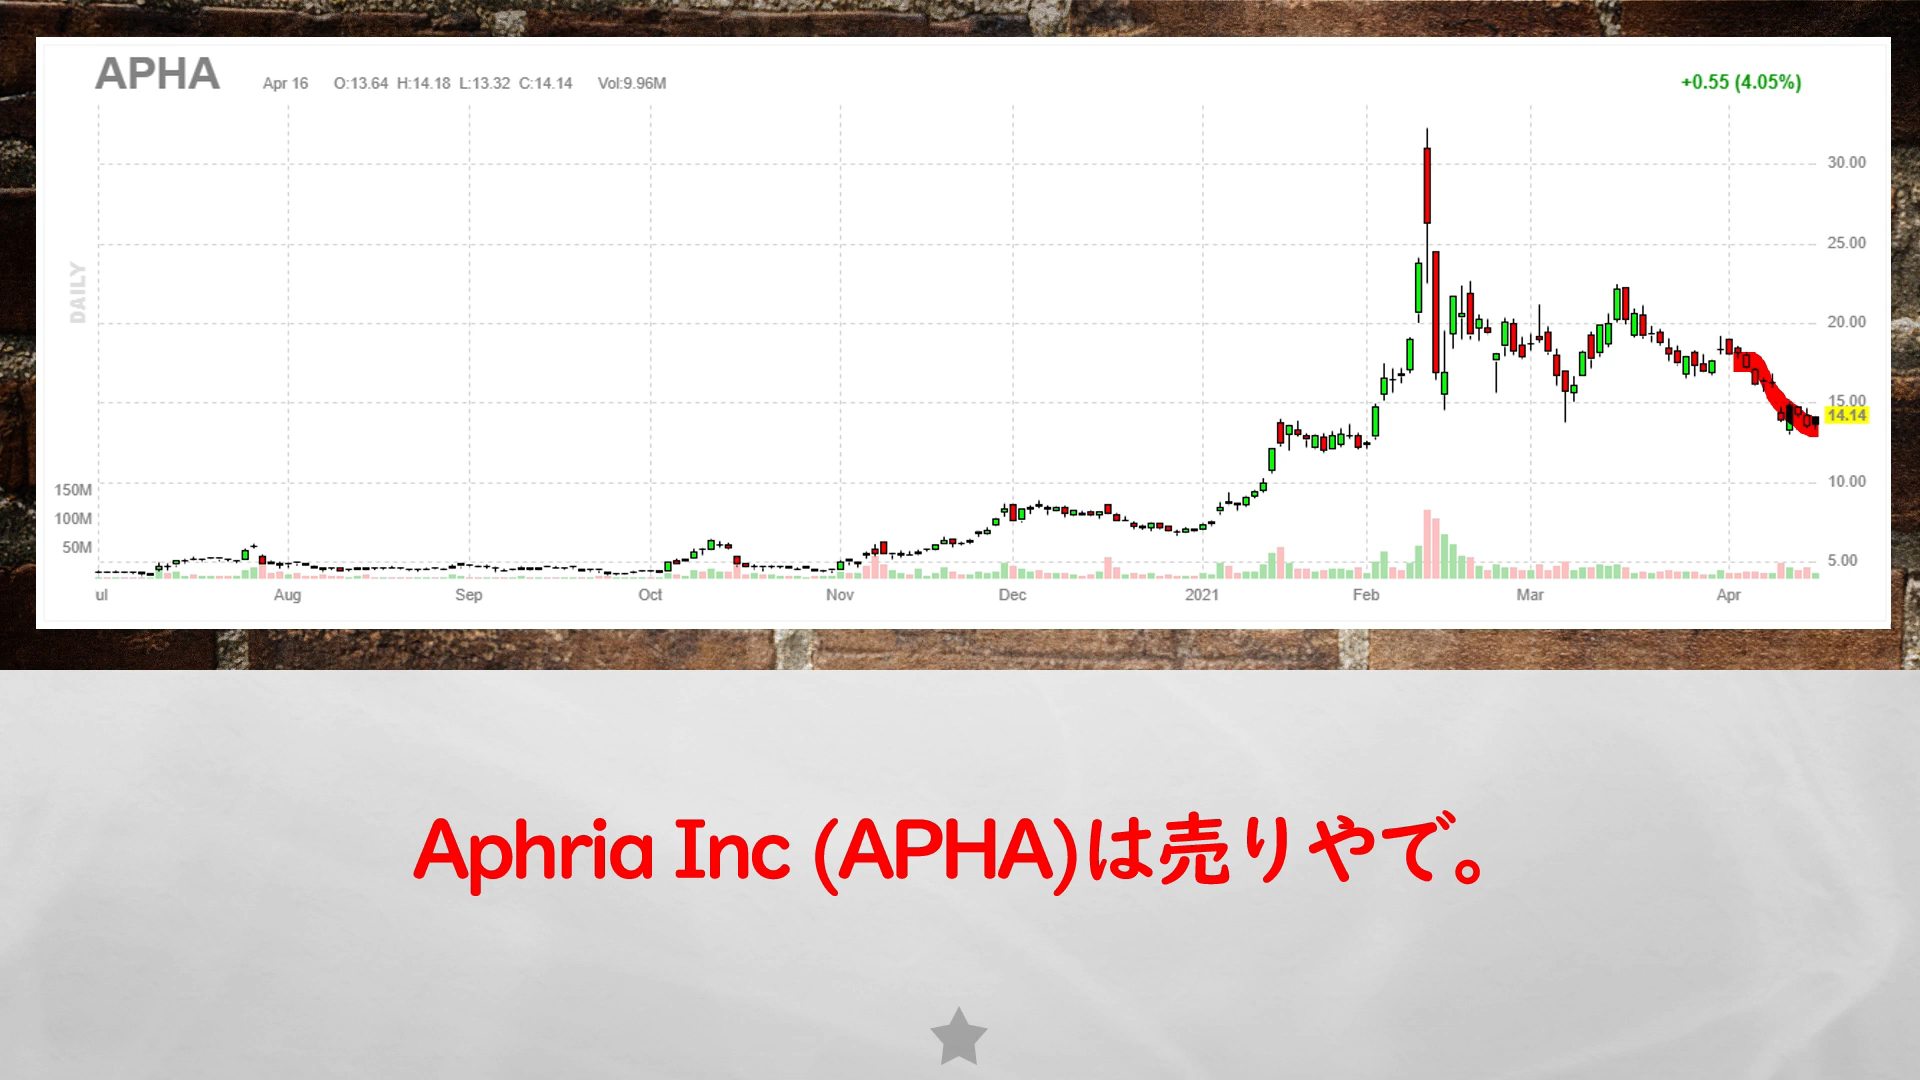 APHA Apr 16 O:13.64 H:14.18 L:13.32 C:14.14 Vol:9.96M +0.55 (4.05%)
DAILY
30.00
25.00
20.00
15.00
14.14
10.00
5.00
150M
100M
50M
ul Aug Sep Oct Nov Dec 2021 Feb Mar Apr
Aphria Inc (APHA)は売りやで。